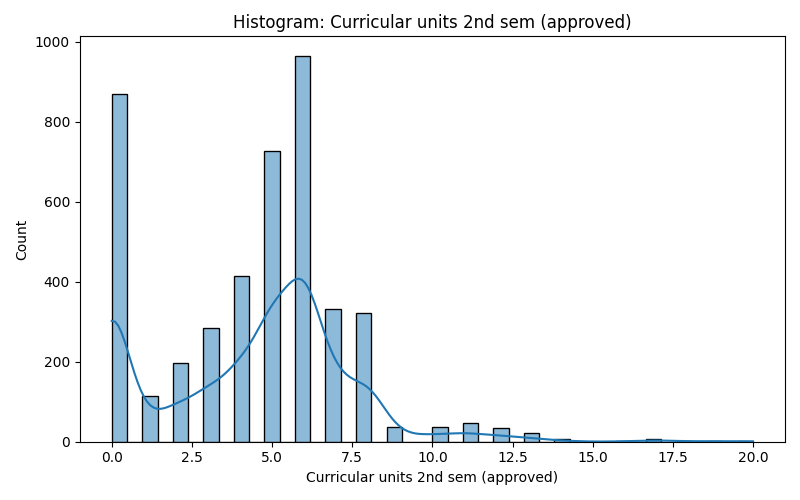 Histogram: Curricular units 2nd sem (approved)
1000
800
600
400
200
0
Count
0.0 2.5 5.0 7.5 10.0 12.5 15.0 17.5 20.0
Curricular units 2nd sem (approved)